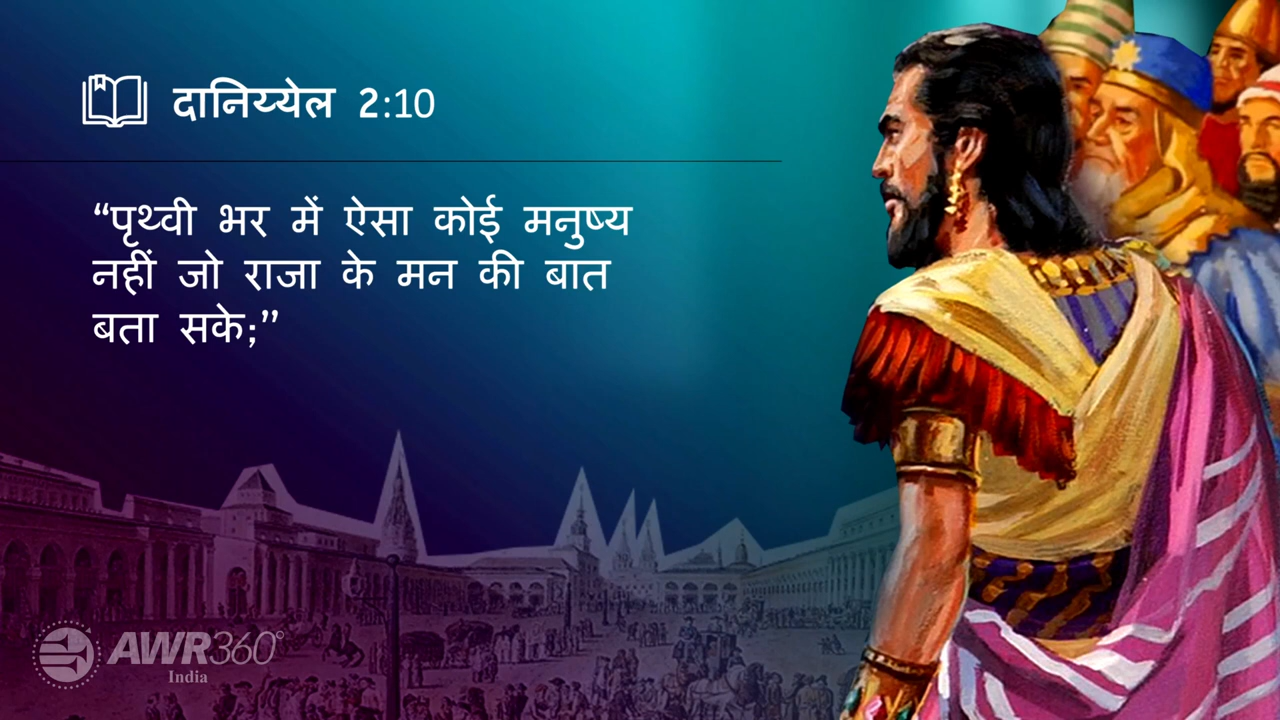 दानिय्येल 2:10
“पृथ्वी भर में ऐसा कोई मनुष्य
नहीं जो राजा के मन की बात
बता सके;”
AWR360°
India